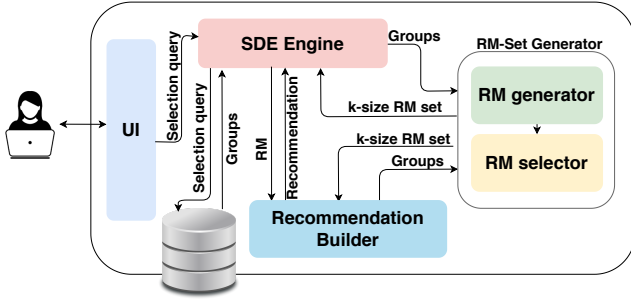 SDE Engine
Groups
RM-Set Generator
UI
Selection query
Selection query
Groups
RM
Recommendation
k-size RM set
RM generator
k-size RM set
Groups
RM selector
Recommendation
Builder